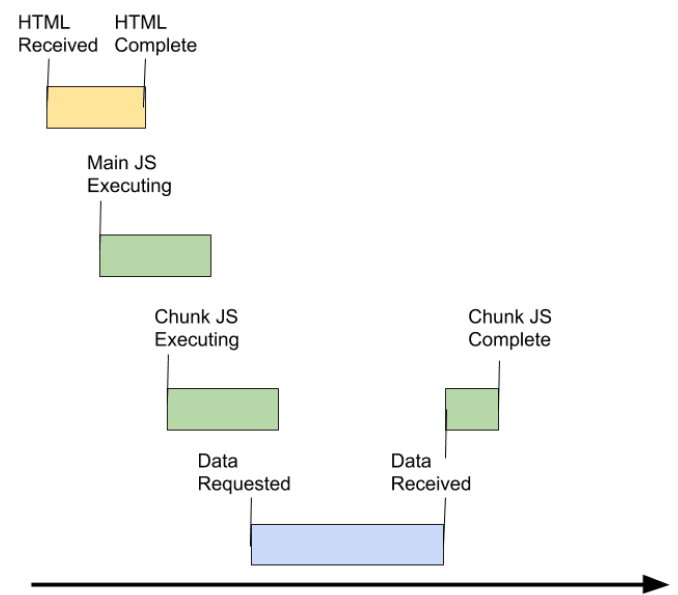 HTML
Received
HTML
Complete
Main JS
Executing
Chunk JS
Executing
Chunk JS
Complete
Data
Requested
Data
Received